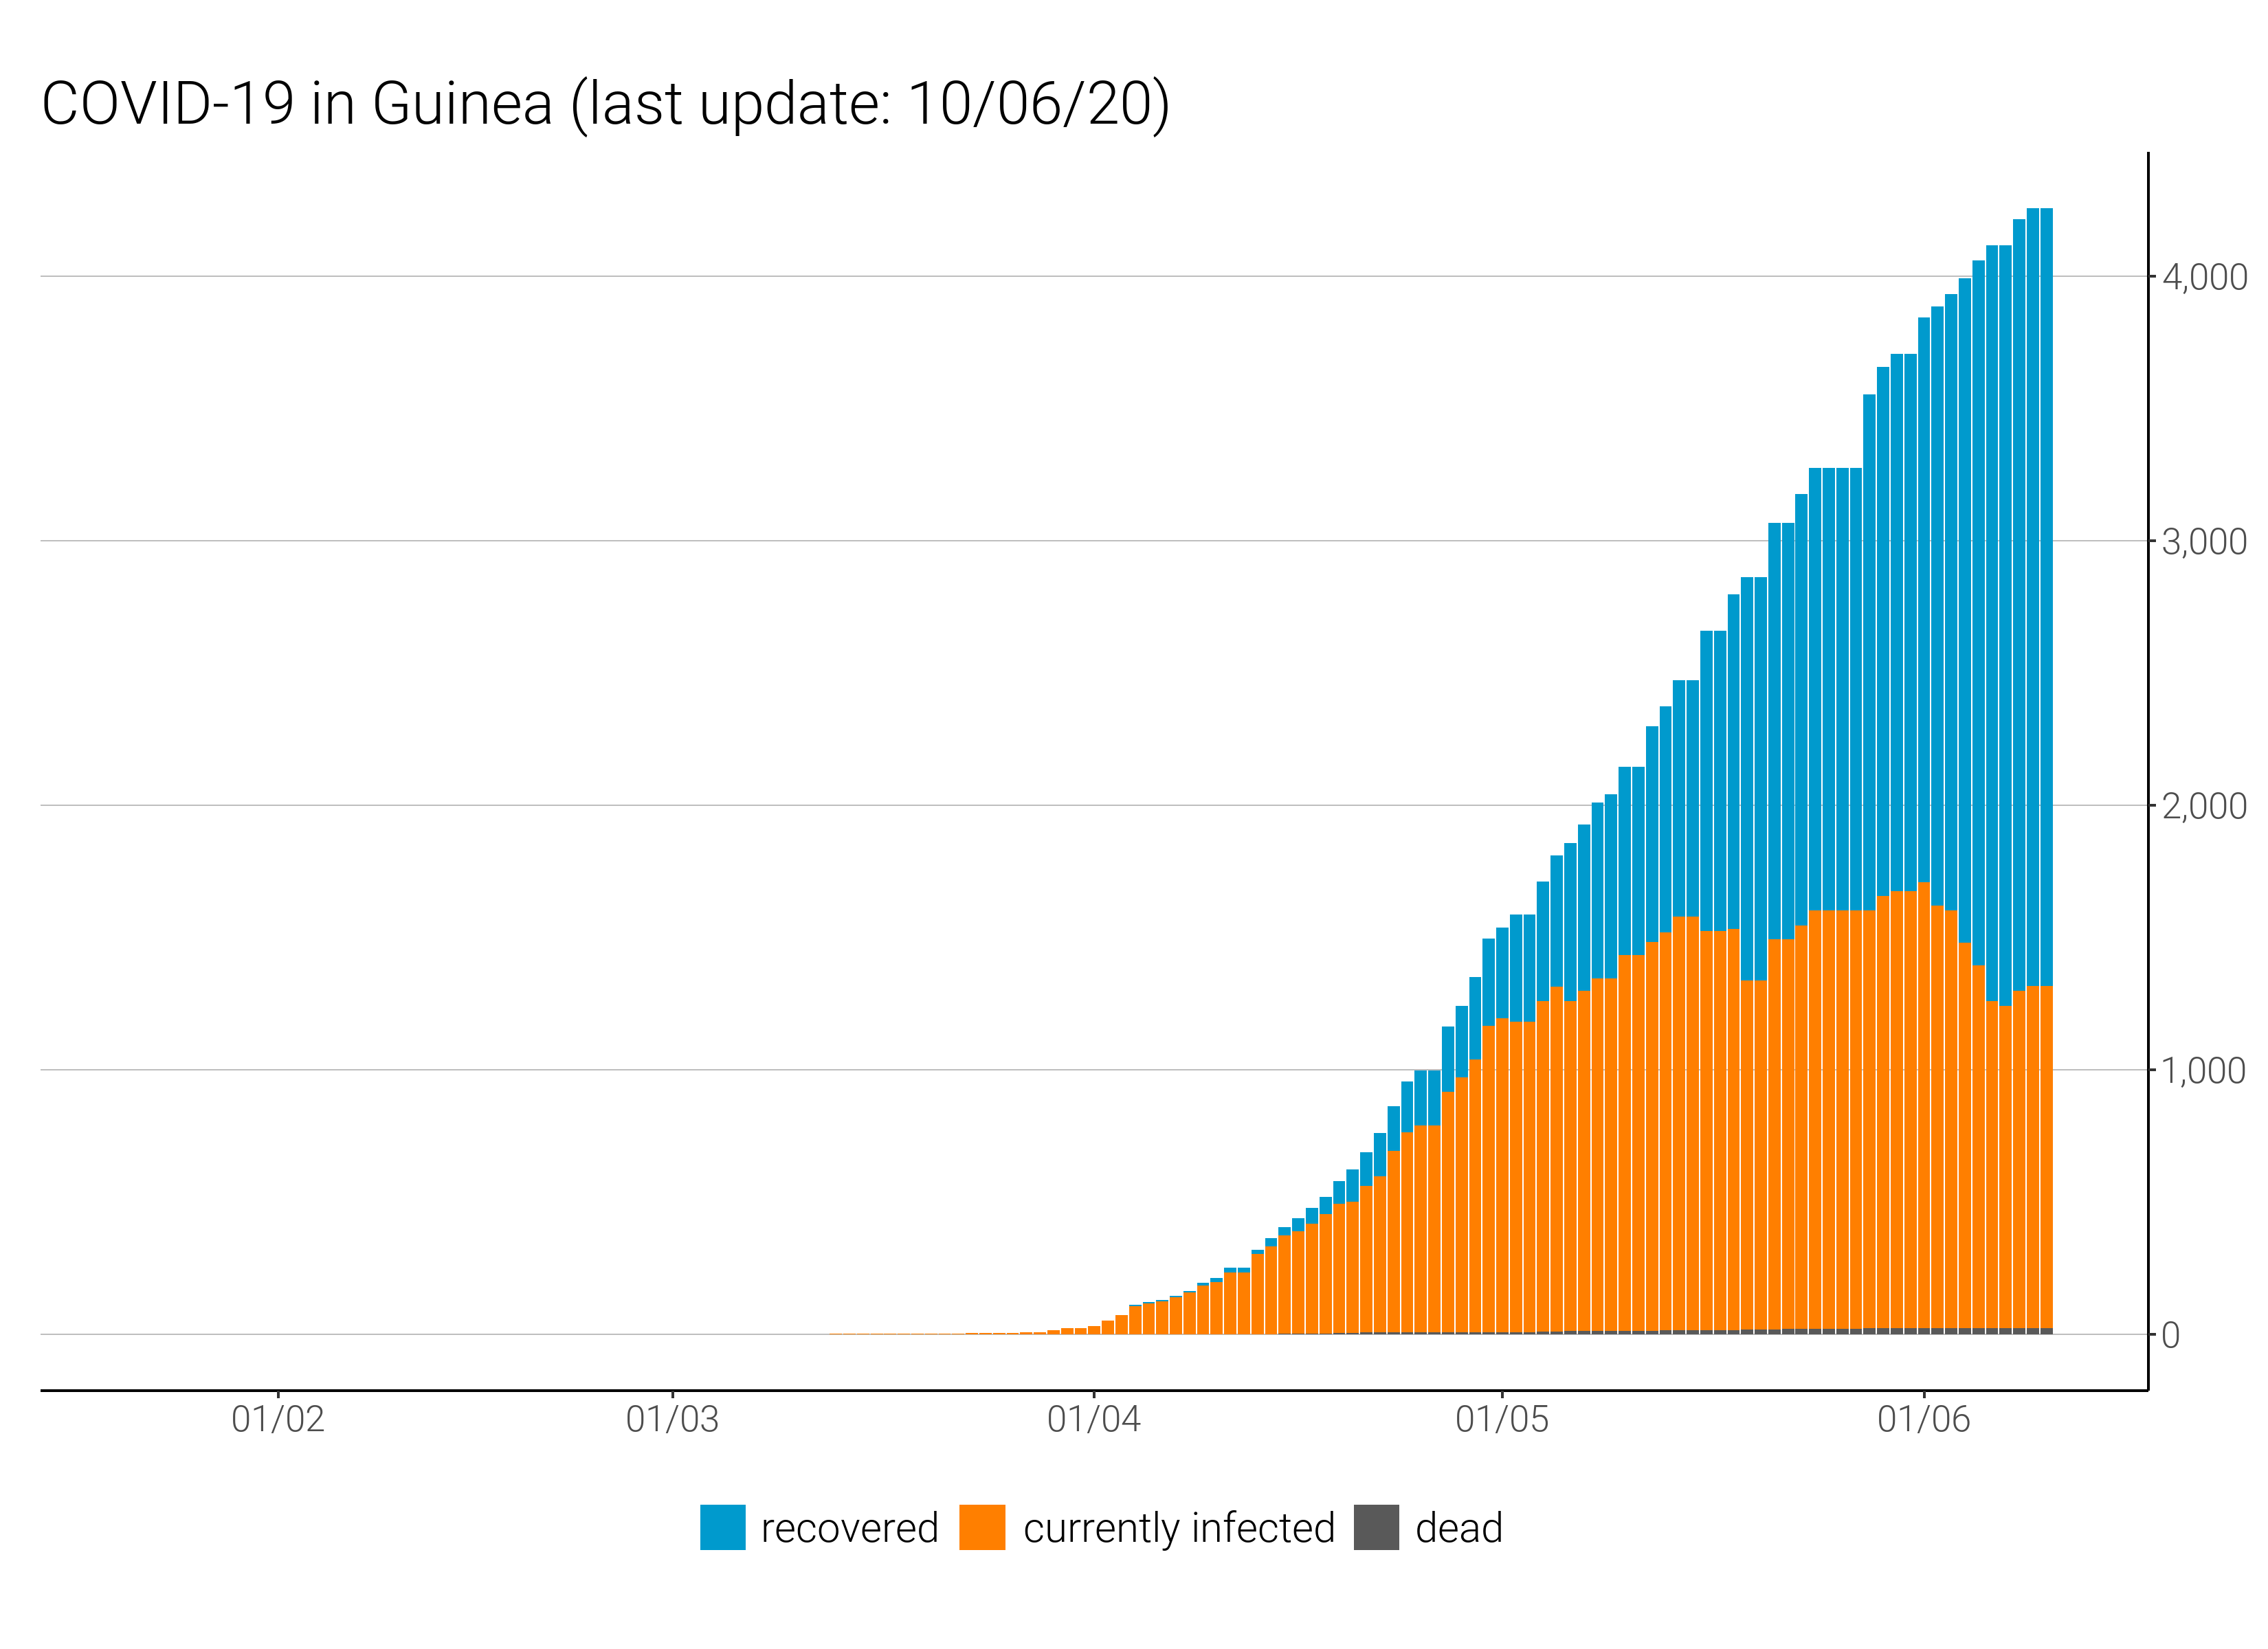 COVID-19 in Guinea (last update: 10/06/20)
4,000
3,000
2,000
1,000
0
01/02 01/03 01/04 01/05 01/06
recovered currently infected dead